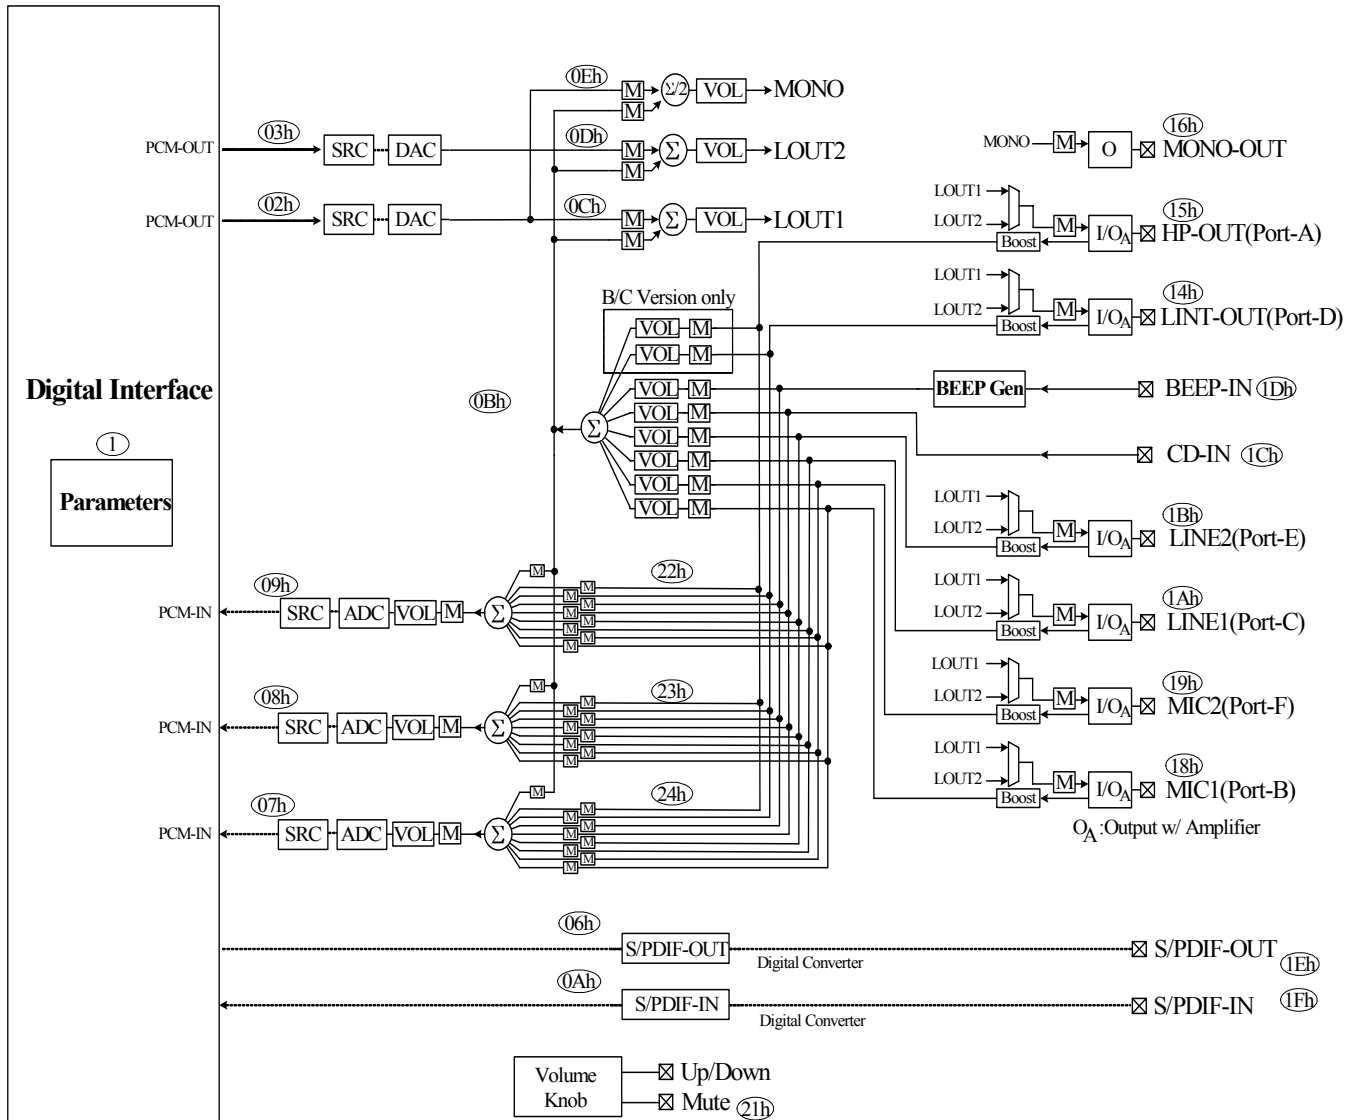 0Eh
M
Σ/2
VOL
MONO
M
03h
PCM-OUT
SRC
DAC
0Dh
M
Σ
VOL
LOUT2
M
02h
PCM-OUT
SRC
DAC
0Ch
M
Σ
VOL
LOUT1
M
MONO
M
O
16h
MONO-OUT
LOUT1
LOUT2
M
Boost
I/OA
15h
HP-OUT(Port-A)
LOUT1
LOUT2
M
Boost
I/OA
14h
LINT-OUT(Port-D)
B/C Version only
VOL M
VOL M
VOL M
VOL M
VOL M
VOL M
VOL M
VOL M
Σ
0Bh
BEEP Gen
BEEP-IN 1Dh
CD-IN 1Ch
Digital Interface
1
Parameters
LOUT1
LOUT2
M
Boost
I/OA
1Bh
LINE2(Port-E)
LOUT1
LOUT2
M
Boost
I/OA
1Ah
LINE1(Port-C)
LOUT1
LOUT2
M
Boost
I/OA
19h
MIC2(Port-F)
LOUT1
LOUT2
M
Boost
I/OA
18h
MIC1(Port-B)
OA :Output w/ Amplifier
09h
PCM-IN
SRC
ADC
VOL
M
Σ
22h
M
M
M
M
M
M
M
M
M
08h
PCM-IN
SRC
ADC
VOL
M
Σ
23h
M
M
M
M
M
M
M
M
M
07h
PCM-IN
SRC
ADC
VOL
M
Σ
24h
M
M
M
M
M
M
M
M
M
06h
S/PDIF-OUT
Digital Converter
S/PDIF-OUT
1Eh
0Ah
S/PDIF-IN
Digital Converter
S/PDIF-IN
1Fh
Volume
Knob
Up/Down
Mute 21h